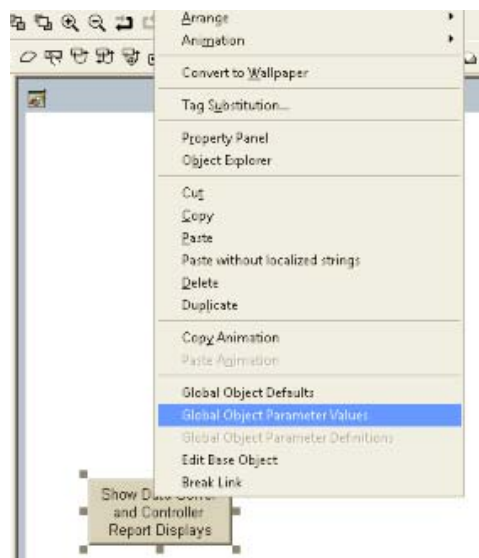 Arrange
Animation
Convert to Wallpaper
Tag Substitution...
Property Panel
Object Explorer
Cut
Copy
Paste
Paste without localized strings
Delete
Duplicate
Copy Animation
Paste Animation
Global Object Defaults
Global Object Parameter Values
Global Object Parameter Definitions
Edit Base Object
Break Link
Show Data Server
and Controller
Report Displays